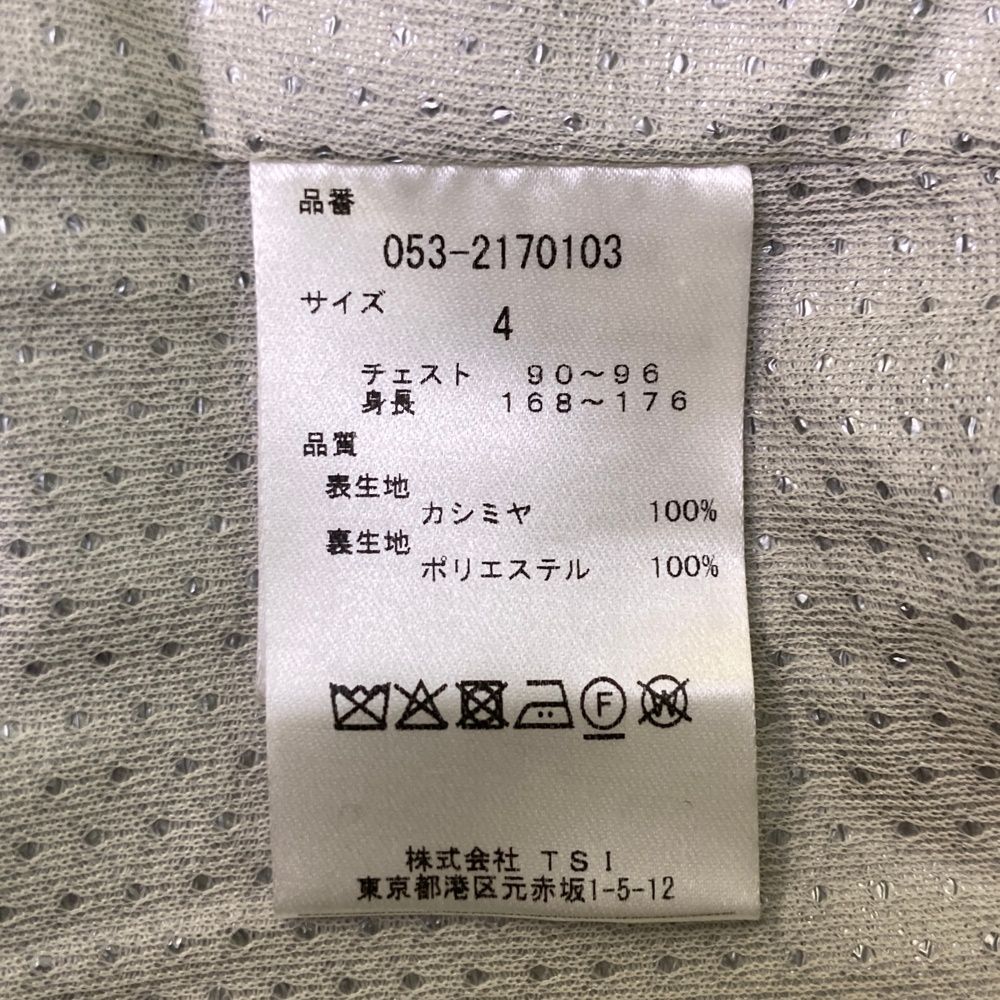 品番
053-2170103
サイズ
4
チェスト 90～96
身長 168～176
品質
表生地
カシミヤ 100%
裏生地
ポリエステル 100%
F W
株式会社 TSI
東京都港区元赤坂1-5-12